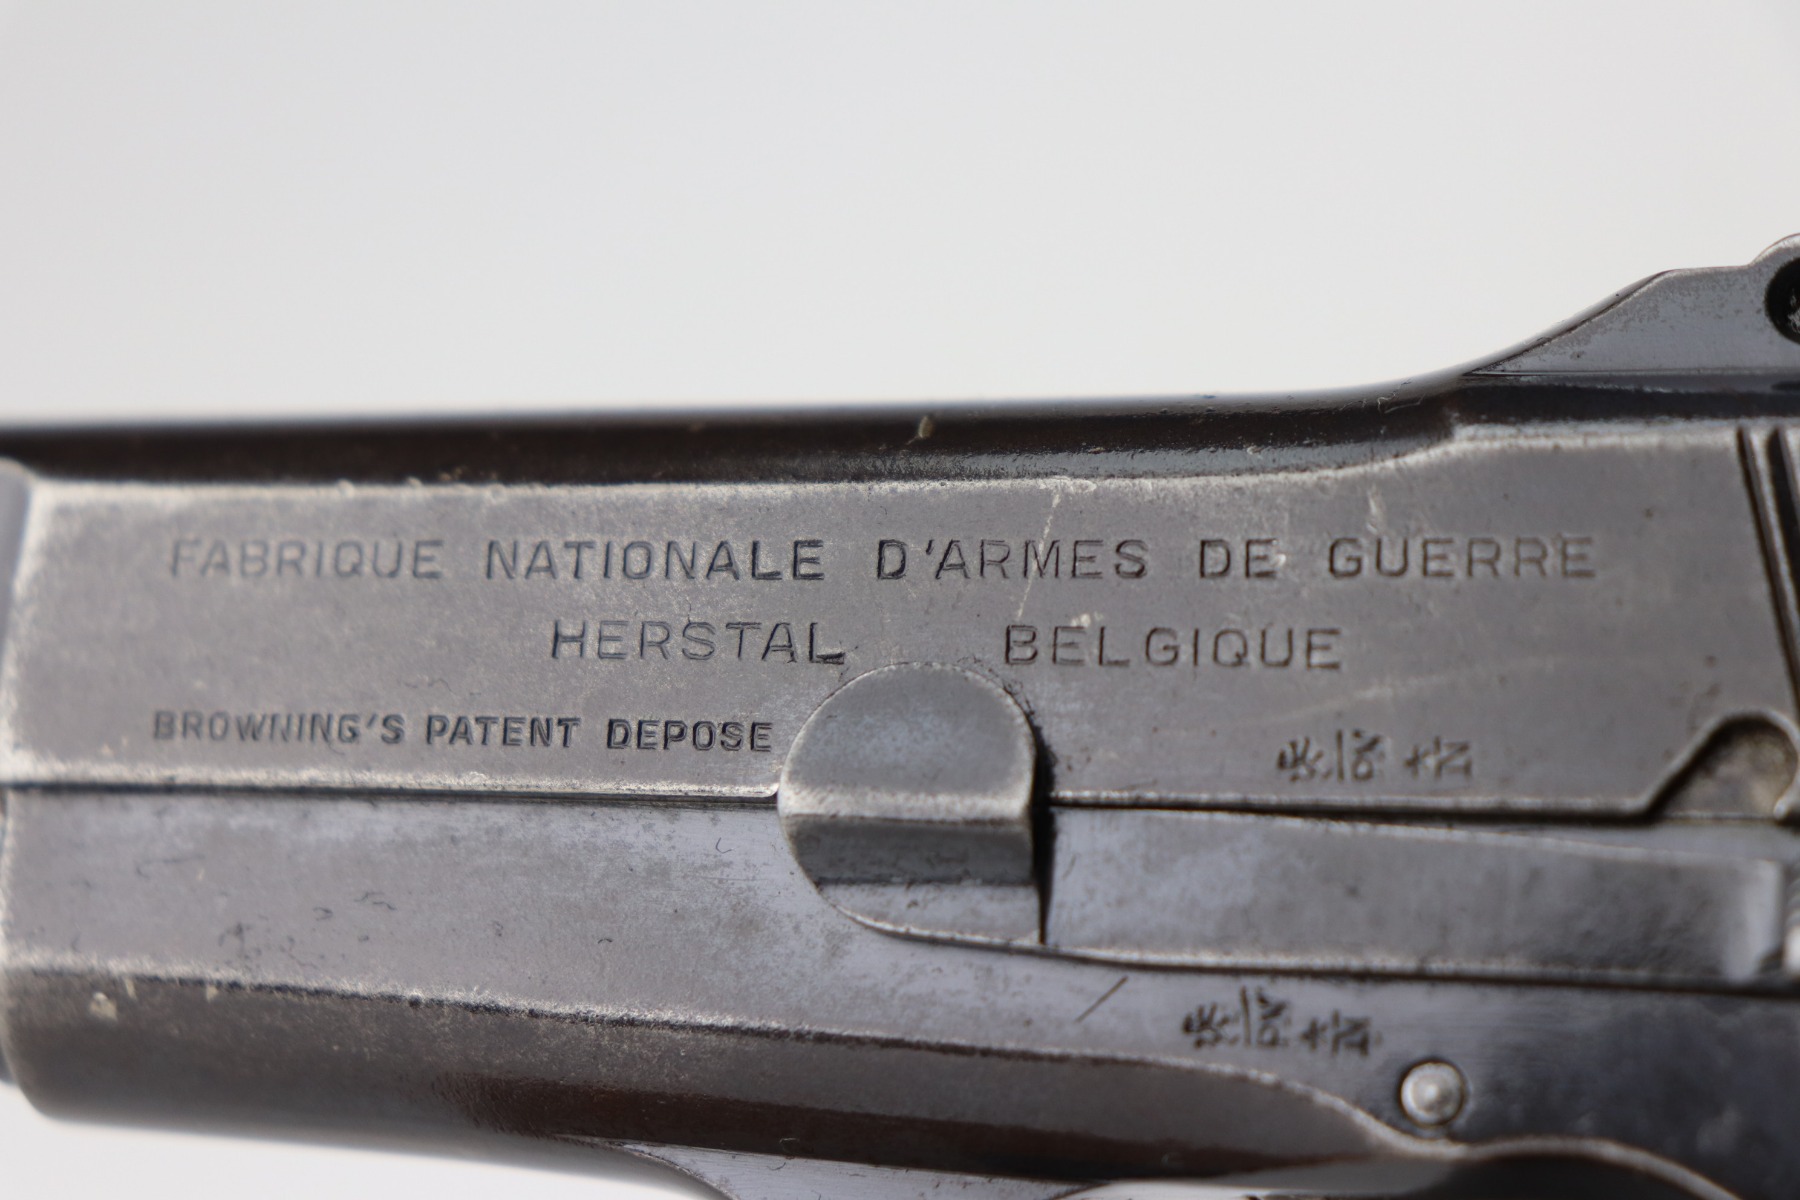 FABRIQUE NATIONALE D'ARMES DE GUERRE
HERSTAL BELGIQUE
BROWNING'S PATENT DEPOSE